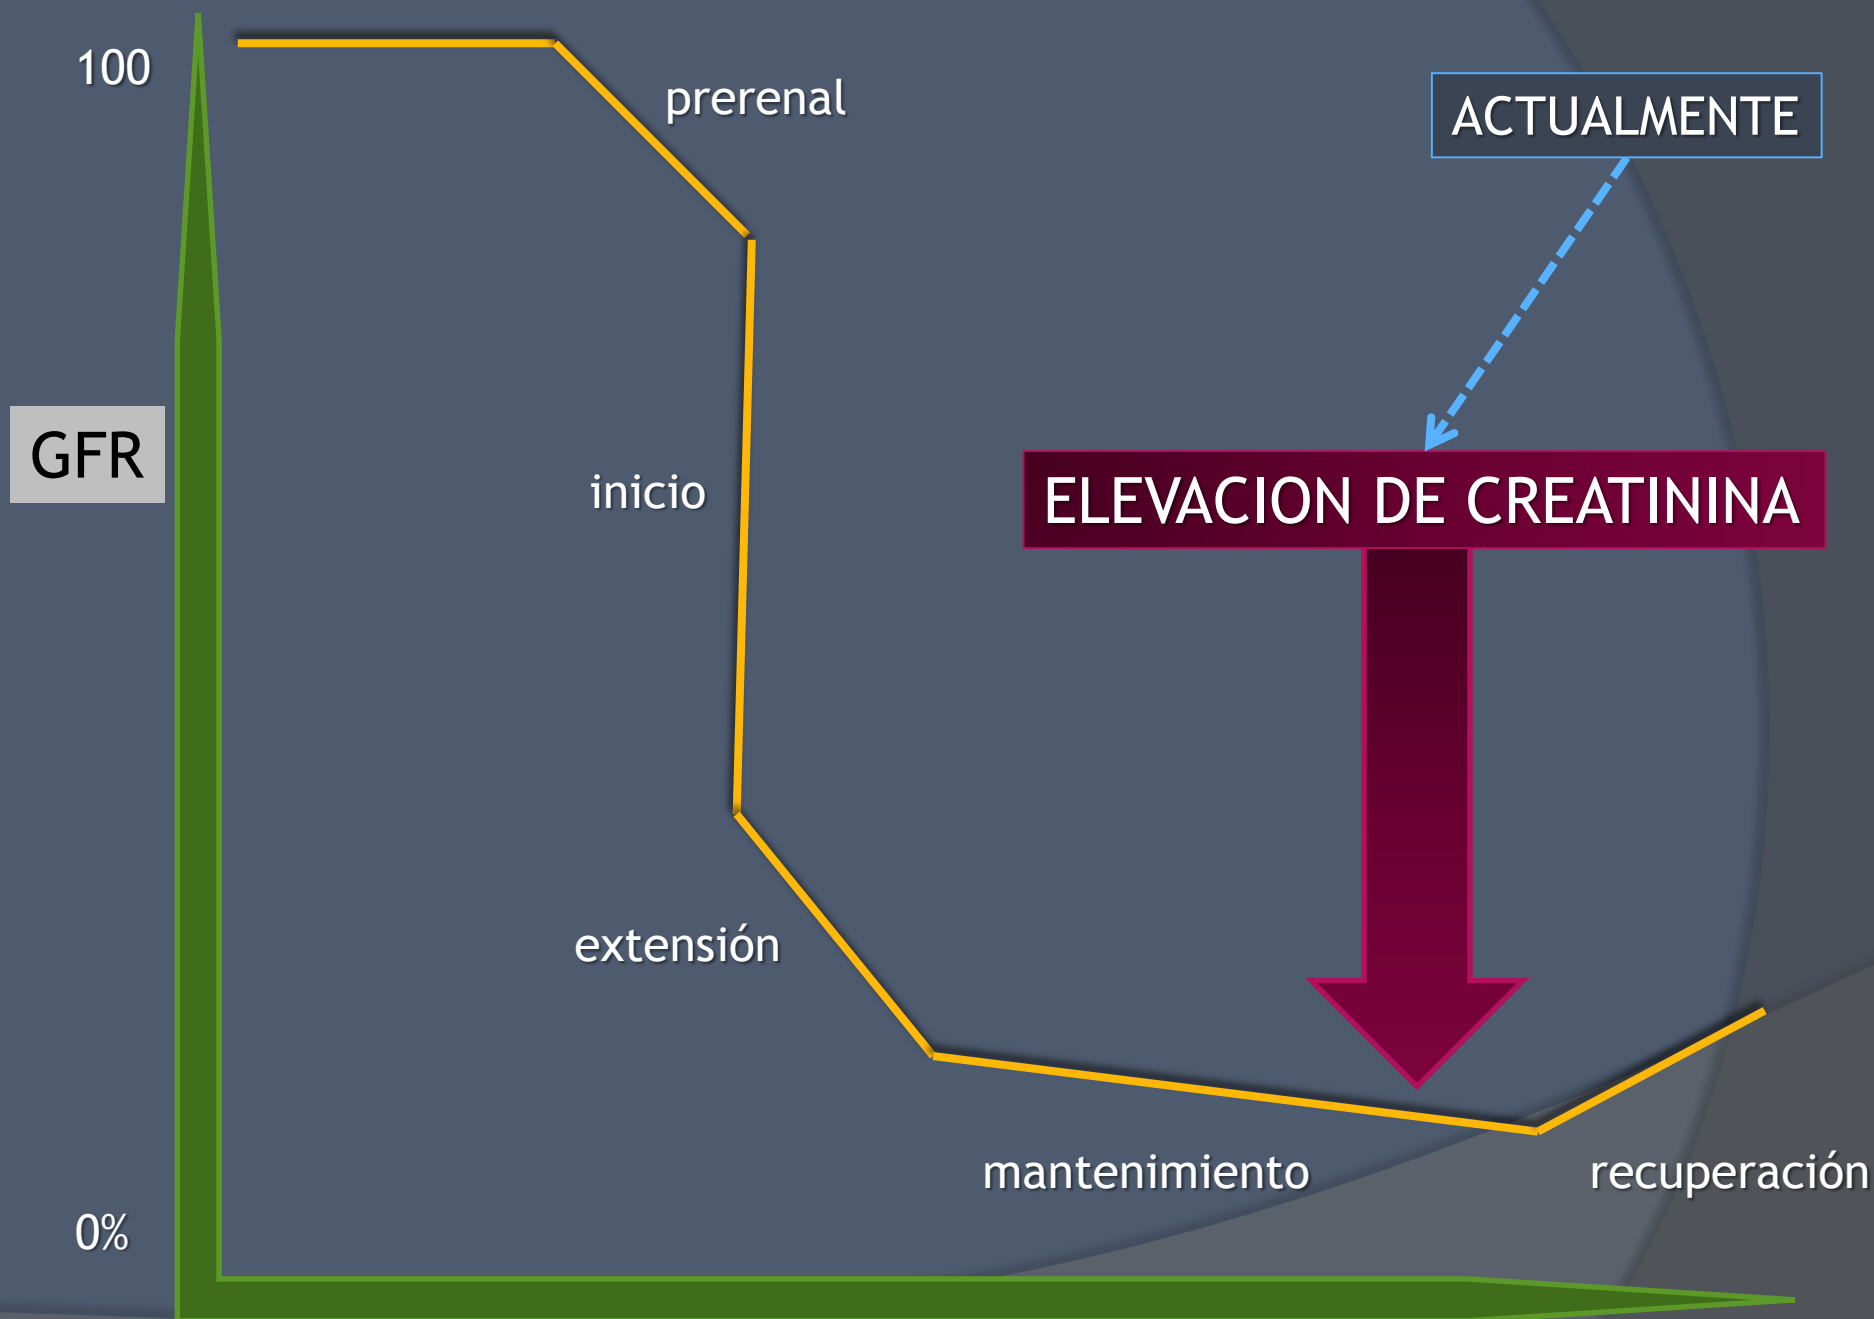 100
prerenal
ACTUALMENTE
GFR
inicio
ELEVACION DE CREATININA
extensión
mantenimiento
recuperación
0%